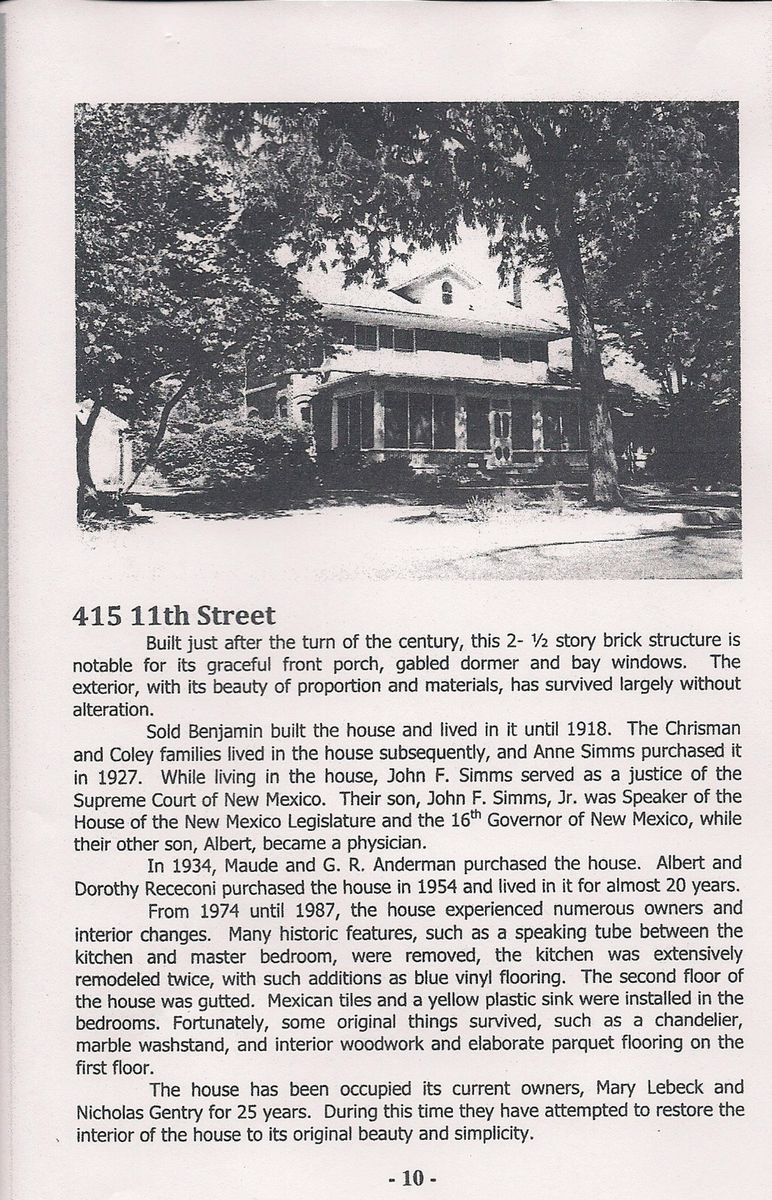 415 11th Street
Built just after the turn of the century, this 2- ½ story brick structure is
notable for its graceful front porch, gabled dormer and bay windows. The
exterior, with its beauty of proportion and materials, has survived largely without
alteration.
Sold Benjamin built the house and lived in it until 1918. The Chrisman
and Coley families lived in the house subsequently, and Anne Simms purchased it
in 1927. While living in the house, John F. Simms served as a justice of the
Supreme Court of New Mexico. Their son, John F. Simms, Jr. was Speaker of the
House of the New Mexico Legislature and the 16th Governor of New Mexico, while
their other son, Albert, became a physician.
In 1934, Maude and G. R. Anderman purchased the house. Albert and
Dorothy Receconi purchased the house in 1954 and lived in it for almost 20 years.
From 1974 until 1987, the house experienced numerous owners and
interior changes. Many historic features, such as a speaking tube between the
kitchen and master bedroom, were removed, the kitchen was extensively
remodeled twice, with such additions as blue vinyl flooring. The second floor of
the house was gutted. Mexican tiles and a yellow plastic sink were installed in the
bedrooms. Fortunately, some original things survived, such as a chandelier,
marble washstand, and interior woodwork and elaborate parquet flooring on the
first floor.
The house has been occupied its current owners, Mary Lebeck and
Nicholas Gentry for 25 years. During this time they have attempted to restore the
interior of the house to its original beauty and simplicity.
- 10 -